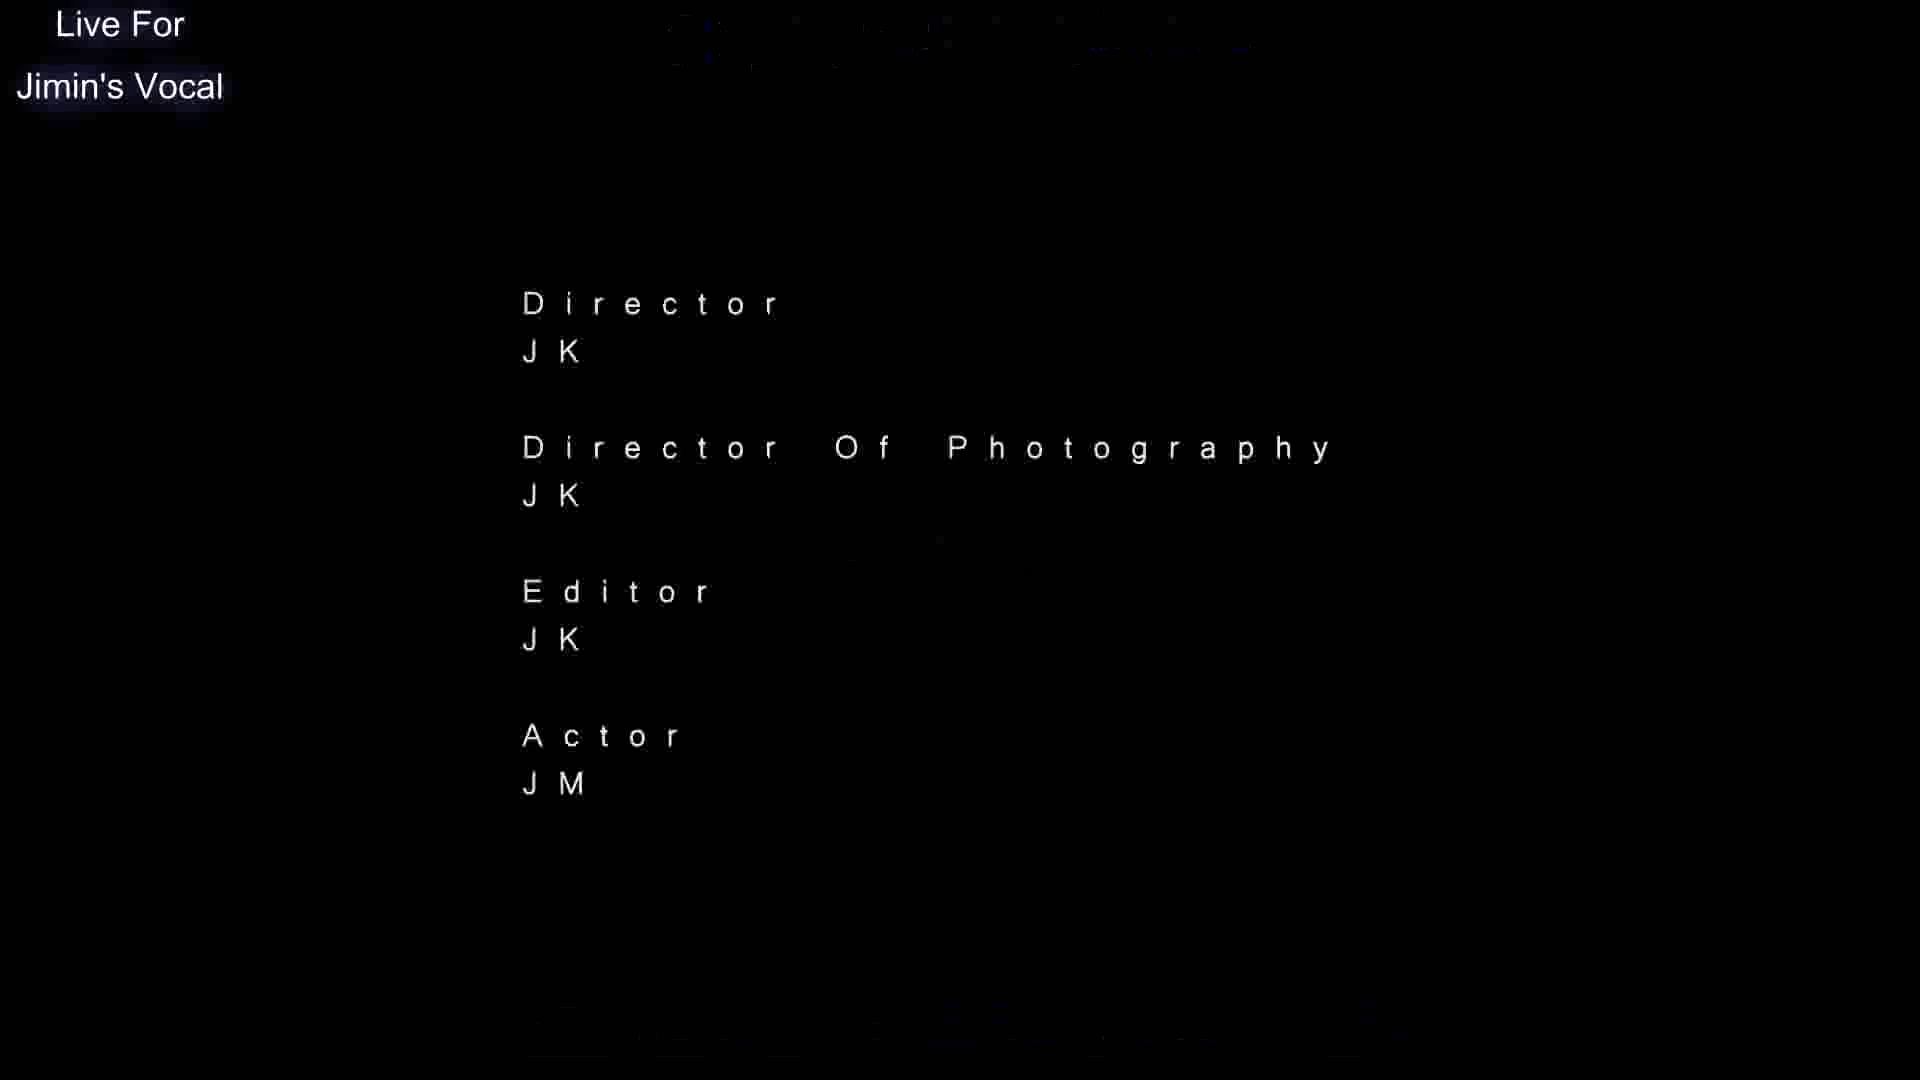 Live For
Jimin's Vocal
Director
JK
Director Of Photography
JK
Editor
JK
Actor
JM